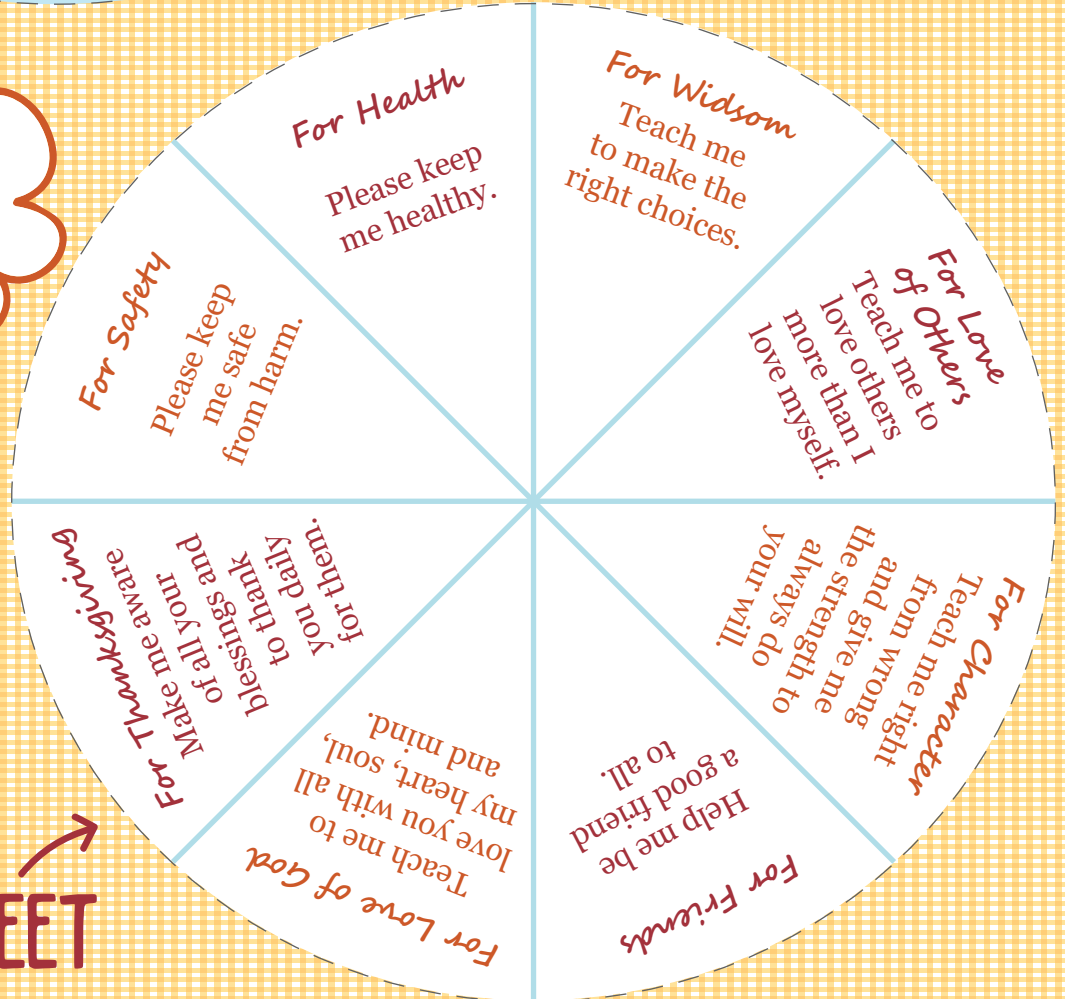 For Health
Please keep
me healthy.
For Widsom
Teach me
to make the
right choices.
For Love
of Others
Teach me to
love others
more than I
love myself.
For Character
Teach me right
from wrong
and give me
the strength to
always do
your will.
For Friends
Help me be
a good friend
to all.
For Love of God
Teach me to
love you with all
my heart, soul,
and mind.
For Thanksgiving
Make me aware
of all your
blessings and
to thank
you daily
for them.
For Safety
Please keep
me safe
from harm.